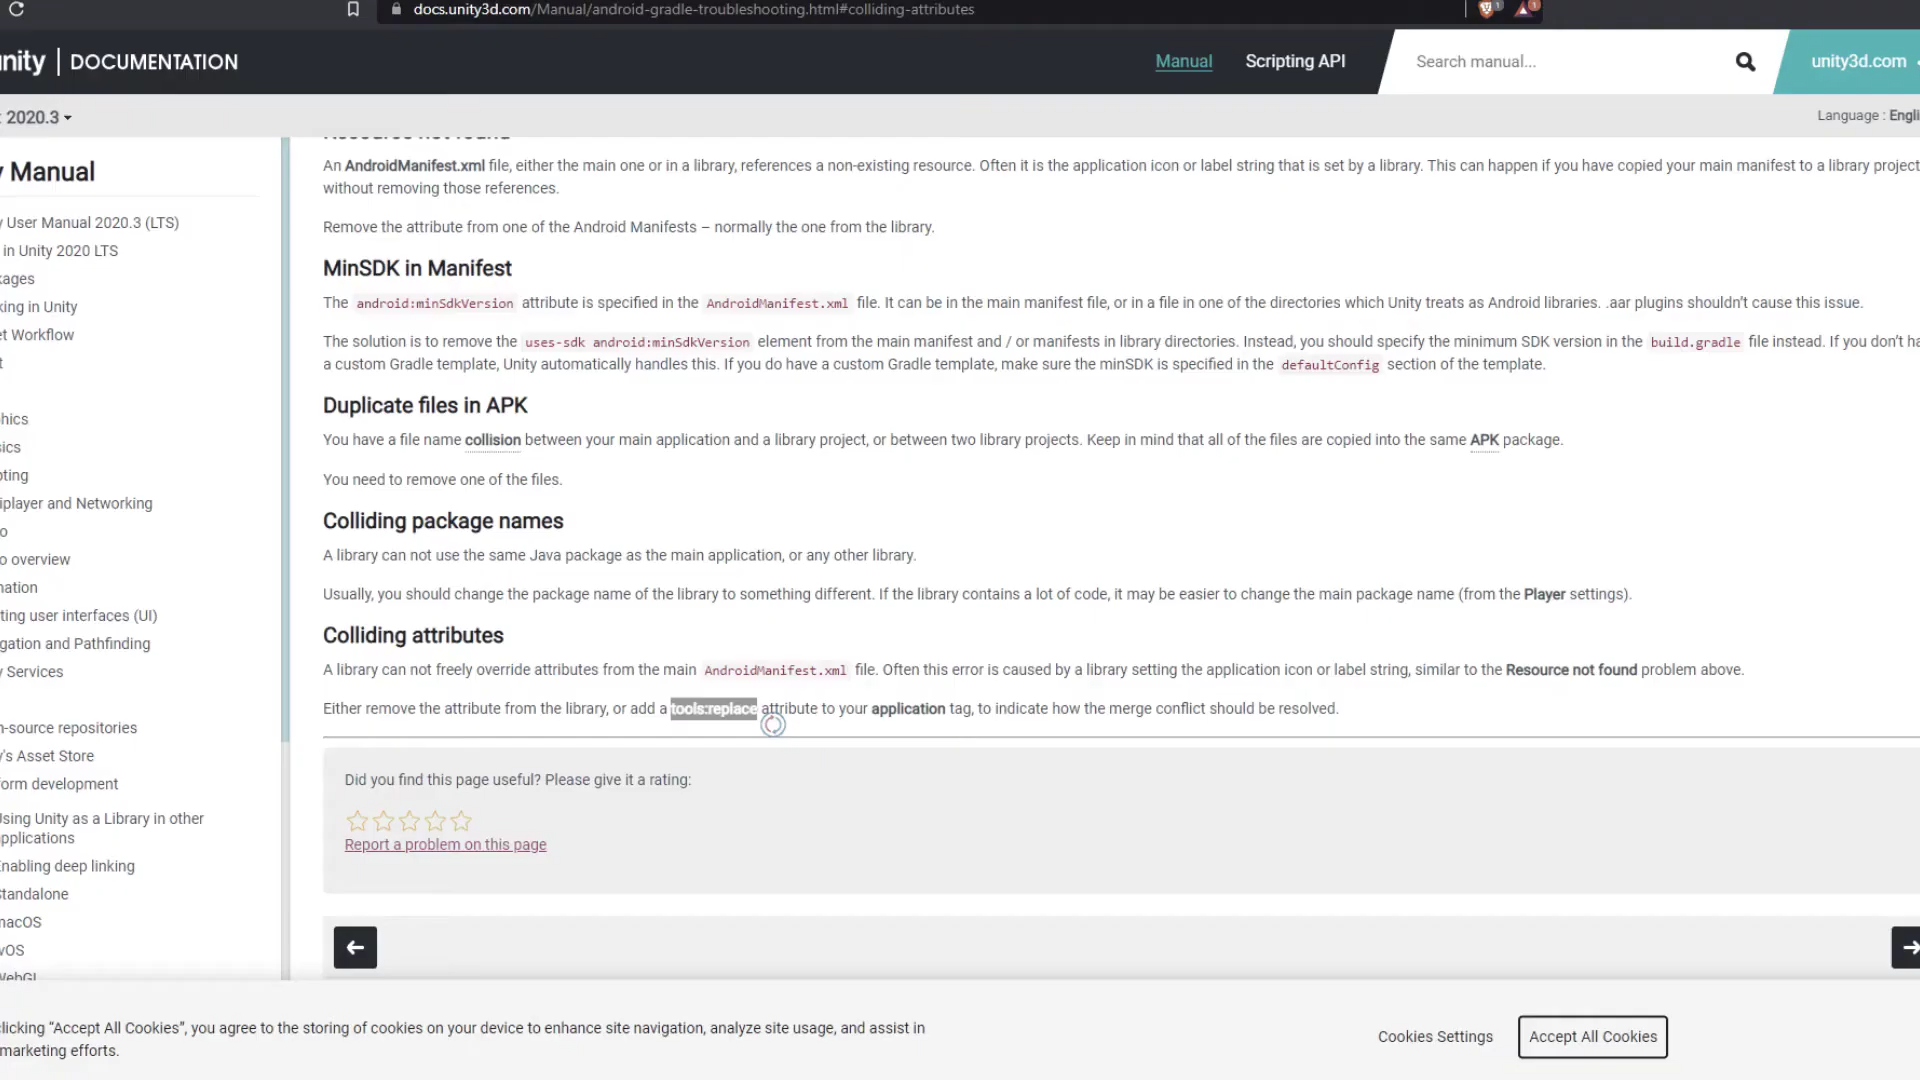 docs.unity3d.com/Manual/android-gradle-troubleshooting.html#colliding-attributes
1
1
nity | DOCUMENTATION
Manual
Scripting API
Search manual...
unity3d.com
: 2020.3
Language : Engli
y Manual
y User Manual 2020.3 (LTS)
in Unity 2020 LTS
kages
king in Unity
et Workflow
t
hics
sics
pting
iplayer and Networking
o
o overview
nation
ting user interfaces (UI)
gation and Pathfinding
y Services
n-source repositories
y's Asset Store
form development
Using Unity as a Library in other
applications
Enabling deep linking
Standalone
macOS
vOS
WebGL
Resource not found
An AndroidManifest.xml file, either the main one or in a library, references a non-existing resource. Often it is the application icon or label string that is set by a library. This can happen if you have copied your main manifest to a library project
without removing those references.
Remove the attribute from one of the Android Manifests – normally the one from the library.
MinSDK in Manifest
The android:minSdkVersion attribute is specified in the AndroidManifest.xml file. It can be in the main manifest file, or in a file in one of the directories which Unity treats as Android libraries. .aar plugins shouldn't cause this issue.
The solution is to remove the uses-sdk android:minSdkVersion element from the main manifest and / or manifests in library directories. Instead, you should specify the minimum SDK version in the build.gradle file instead. If you don't ha
a custom Gradle template, Unity automatically handles this. If you do have a custom Gradle template, make sure the minSDK is specified in the defaultConfig section of the template.
Duplicate files in APK
You have a file name collision between your main application and a library project, or between two library projects. Keep in mind that all of the files are copied into the same APK package.
You need to remove one of the files.
Colliding package names
A library can not use the same Java package as the main application, or any other library.
Usually, you should change the package name of the library to something different. If the library contains a lot of code, it may be easier to change the main package name (from the Player settings).
Colliding attributes
A library can not freely override attributes from the main AndroidManifest.xml file. Often this error is caused by a library setting the application icon or label string, similar to the Resource not found problem above.
Either remove the attribute from the library, or add a tools:replace attribute to your application tag, to indicate how the merge conflict should be resolved.
Did you find this page useful? Please give it a rating:
Report a problem on this page
licking “Accept All Cookies”, you agree to the storing of cookies on your device to enhance site navigation, analyze site usage, and assist in
marketing efforts.
Cookies Settings
Accept All Cookies